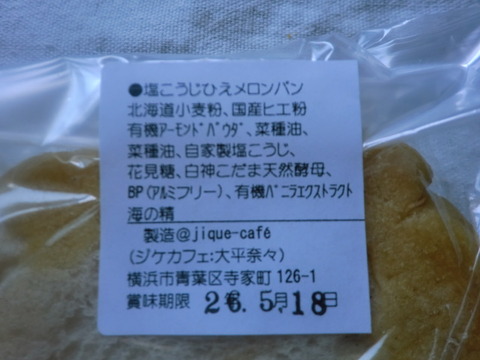 ●塩こうじひえメロンパン
北海道小麦粉、国産ヒエ粉
有機アーモンドパウダ、菜種油、
菜種油、自家製塩こうじ、
花見糖、白神こだま天然酵母、
BP(アルミフリー)、有機バニラエクストラクト
海の精
製造@jique-café
(ジケカフェ:大平奈々)
横浜市青葉区寺家町126-1
賞味期限 26.5月18日